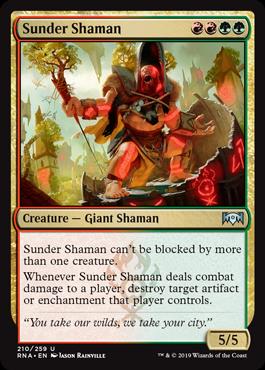 Sunder Shaman
Creature — Giant Shaman
Sunder Shaman can't be blocked by more
than one creature.
Whenever Sunder Shaman deals combat
damage to a player, destroy target artifact
or enchantment that player controls.
"You take our wilds, we take your city."
5/5
210/259 U
RNA • EN JASON RAINVILLE
™ & © 2019 Wizards of the Coast